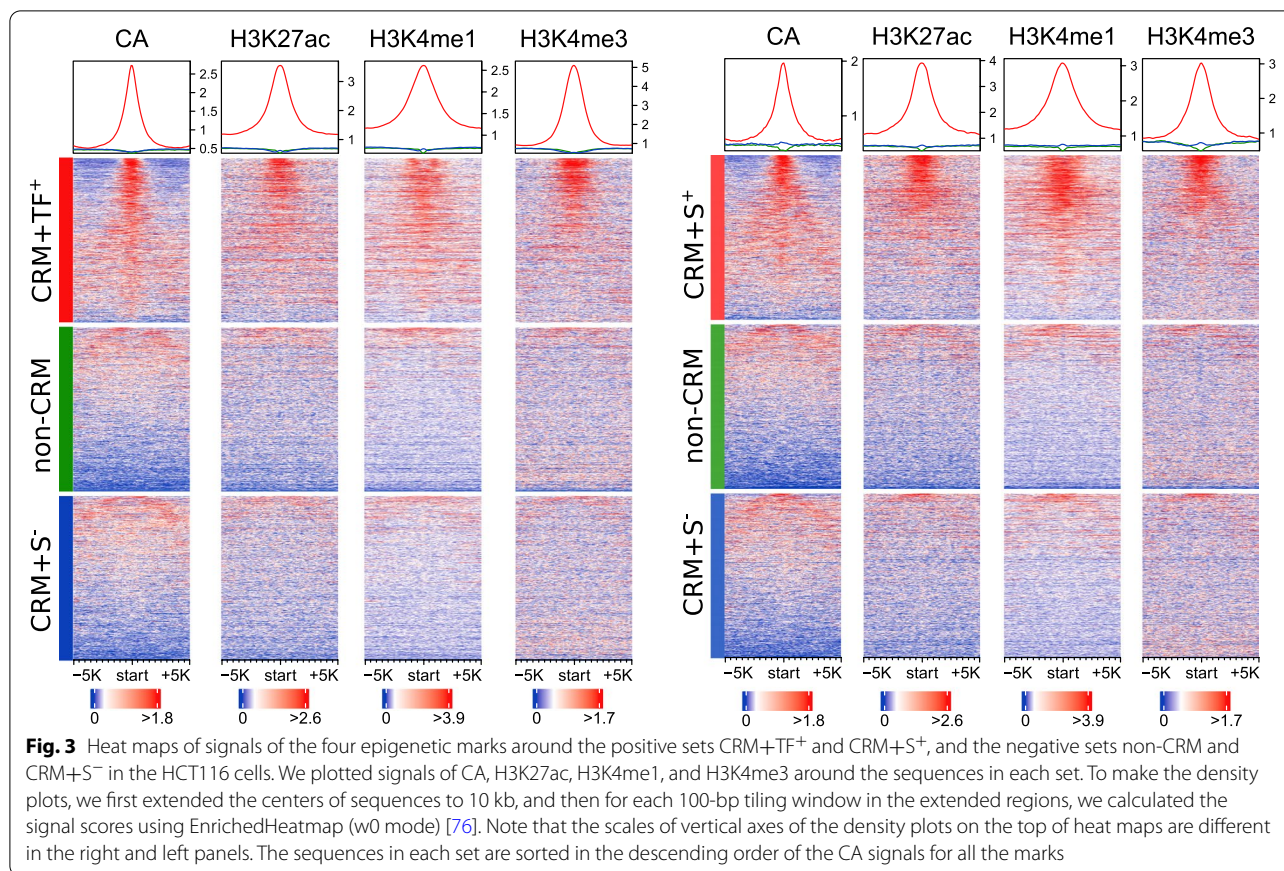 CA H3K27ac H3K4me1 H3K4me3
2.5
2
1.5
1
0.5
3
2
1
2.5
2
1.5
1
5
4
3
2
1
CRM+TF⁺
non-CRM
CRM+S⁻
−5K start +5K −5K start +5K −5K start +5K −5K start +5K
0 >1.8 0 >2.6 0 >3.9 0 >1.7
CA H3K27ac H3K4me1 H3K4me3
2
1
4
3
2
1
3
2
1
3
2
1
CRM+S⁺
non-CRM
CRM+S⁻
−5K start +5K −5K start +5K −5K start +5K −5K start +5K
0 >1.8 0 >2.6 0 >3.9 0 >1.7
Fig. 3 Heat maps of signals of the four epigenetic marks around the positive sets CRM+TF⁺ and CRM+S⁺, and the negative sets non-CRM and
CRM+S⁻ in the HCT116 cells. We plotted signals of CA, H3K27ac, H3K4me1, and H3K4me3 around the sequences in each set. To make the density
plots, we first extended the centers of sequences to 10 kb, and then for each 100-bp tiling window in the extended regions, we calculated the
signal scores using EnrichedHeatmap (w0 mode) [76]. Note that the scales of vertical axes of the density plots on the top of heat maps are different
in the right and left panels. The sequences in each set are sorted in the descending order of the CA signals for all the marks